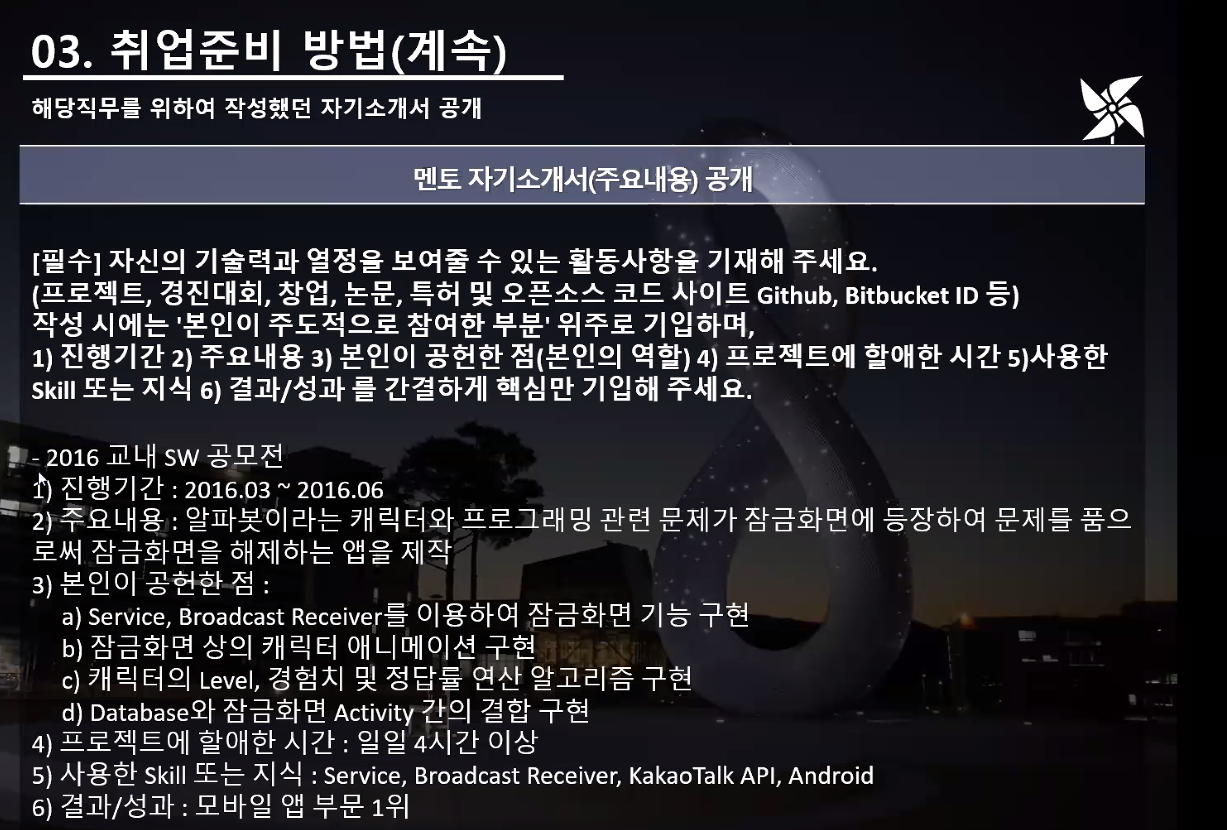 03. 취업준비 방법(계속)
해당직무를 위하여 작성했던 자기소개서 공개
멘토 자기소개서(주요내용) 공개
[필수] 자신의 기술력과 열정을 보여줄 수 있는 활동사항을 기재해 주세요.
(프로젝트, 경진대회, 창업, 논문, 특허 및 오픈소스 코드 사이트 Github, Bitbucket ID 등)
작성 시에는 '본인이 주도적으로 참여한 부분' 위주로 기입하며,
1) 진행기간 2) 주요내용 3) 본인이 공헌한 점(본인의 역할) 4) 프로젝트에 할애한 시간 5)사용한
Skill 또는 지식 6) 결과/성과 를 간결하게 핵심만 기입해 주세요.
- 2016 교내 SW 공모전
1) 진행기간 : 2016.03 ~ 2016.06
2) 주요내용 : 알파봇이라는 캐릭터와 프로그래밍 관련 문제가 잠금화면에 등장하여 문제를 품으
로써 잠금화면을 해제하는 앱을 제작
3) 본인이 공헌한 점 :
a) Service, Broadcast Receiver를 이용하여 잠금화면 기능 구현
b) 잠금화면 상의 캐릭터 애니메이션 구현
c) 캐릭터의 Level, 경험치 및 정답률 연산 알고리즘 구현
d) Database와 잠금화면 Activity 간의 결합 구현
4) 프로젝트에 할애한 시간 : 일일 4시간 이상
5) 사용한 Skill 또는 지식 : Service, Broadcast Receiver, KakaoTalk API, Android
6) 결과/성과 : 모바일 앱 부문 1위